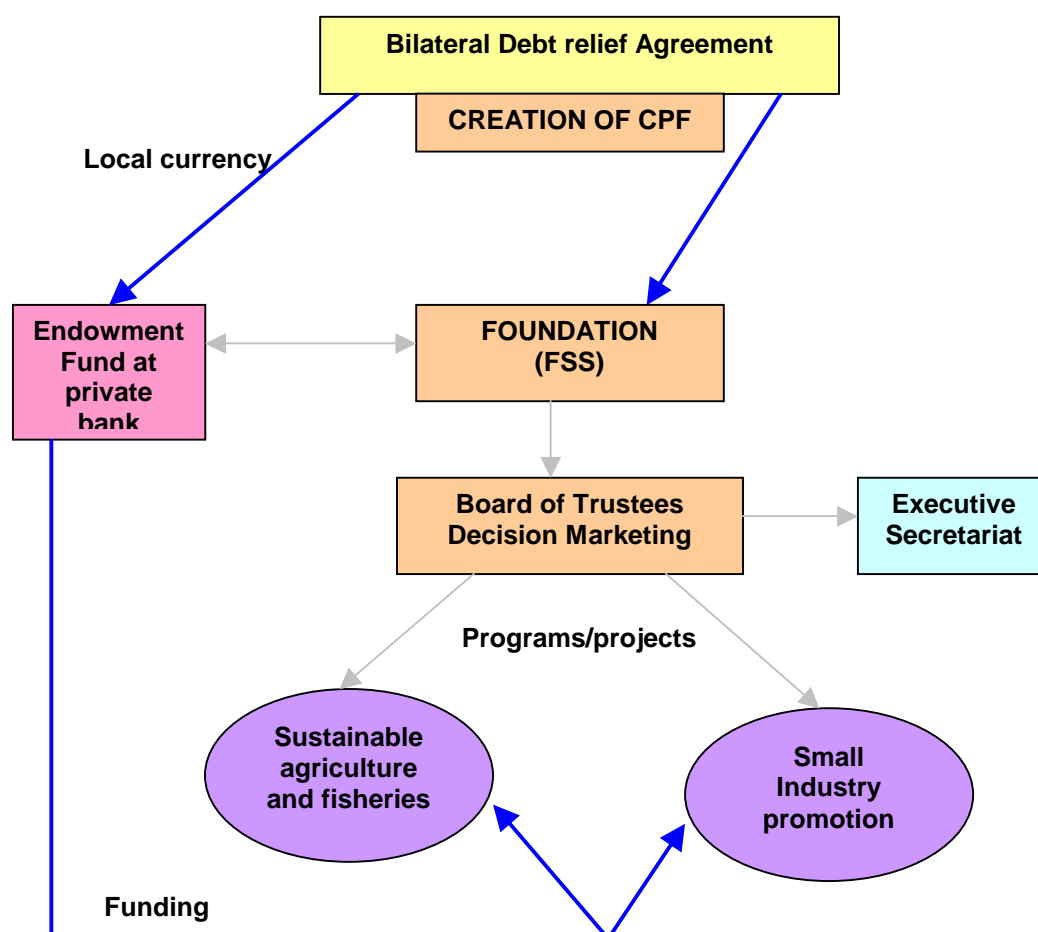 Bilateral Debt relief Agreement
CREATION OF CPF
Local currency
Endowment
Fund at
private
bank
FOUNDATION
(FSS)
Board of Trustees
Decision Marketing
Executive
Secretariat
Programs/projects
Sustainable
agriculture
and fisheries
Small
Industry
promotion
Funding